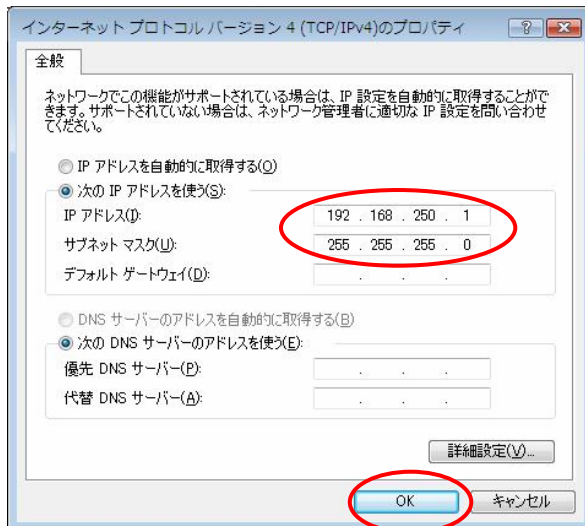 インターネット プロトコル バージョン 4 (TCP/IPv4)のプロパティ
全般
ネットワークでこの機能がサポートされている場合は、IP 設定を自動的に取得することがで
きます。サポートされていない場合は、ネットワーク管理者に適切な IP 設定を問い合わせ
てください。
IP アドレスを自動的に取得する(O)
次の IP アドレスを使う(S):
IP アドレス(I): 192 . 168 . 250 . 1
サブネット マスク(U): 255 . 255 . 255 . 0
デフォルト ゲートウェイ(D): . . .
DNS サーバーのアドレスを自動的に取得する(B)
次の DNS サーバーのアドレスを使う(E):
優先 DNS サーバー(P): . . .
代替 DNS サーバー(A): . . .
詳細設定(V)...
OK キャンセル